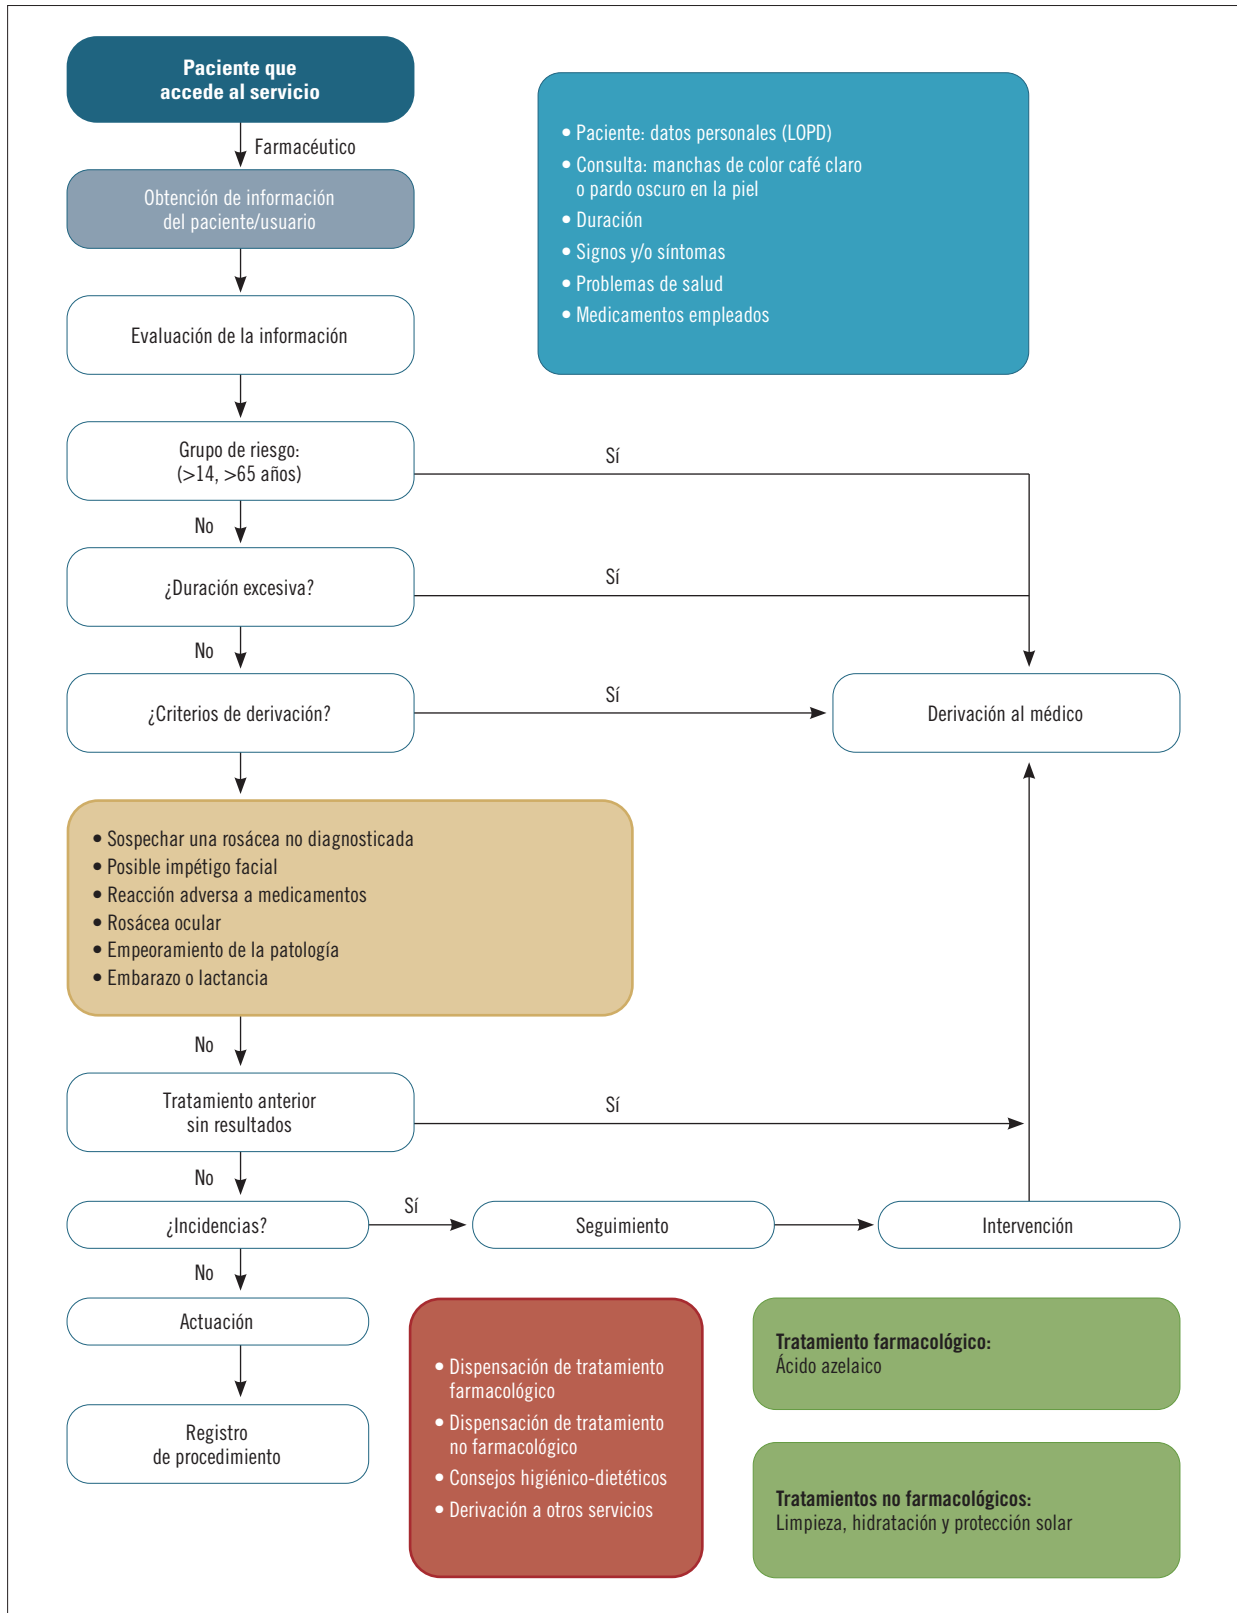 Paciente que
accede al servicio
Farmacéutico
Obtención de información
del paciente/usuario
• Paciente: datos personales (LOPD)
• Consulta: manchas de color café claro
o pardo oscuro en la piel
• Duración
• Signos y/o síntomas
• Problemas de salud
• Medicamentos empleados
Evaluación de la información
Grupo de riesgo:
(>14, >65 años)
Sí
No
¿Duración excesiva?
Sí
No
¿Criterios de derivación?
Sí
Derivación al médico
• Sospechar una rosácea no diagnosticada
• Posible impétigo facial
• Reacción adversa a medicamentos
• Rosácea ocular
• Empeoramiento de la patología
• Embarazo o lactancia
No
Tratamiento anterior
sin resultados
Sí
No
¿Incidencias?
Sí
Seguimiento
Intervención
No
Actuación
Registro
de procedimiento
• Dispensación de tratamiento
farmacológico
• Dispensación de tratamiento
no farmacológico
• Consejos higiénico-dietéticos
• Derivación a otros servicios
Tratamiento farmacológico:
Ácido azelaico
Tratamientos no farmacológicos:
Limpieza, hidratación y protección solar